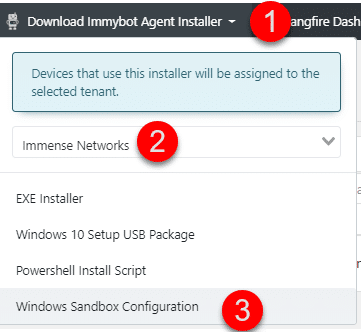 Download Immybot Agent Installer
1
angfire Dash
Devices that use this installer will be assigned to the
selected tenant.
Immense Networks
2
EXE Installer
Windows 10 Setup USB Package
Powershell Install Script
Windows Sandbox Configuration
3